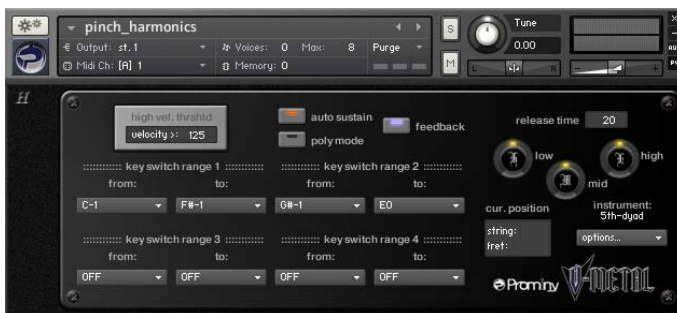 pinch_harmonics
S
Tune
Output: st.1
Voices: 0 Max: 8
Purge
0.00
Midi Ch: [A] 1
Memory: 0
M
L
R
- +
AU
PV
H
high vel. thrshld
velocity >: 125
auto sustain
poly mode
feedback
release time 20
low
mid
high
key switch range 1
from: to:
C-1 F#-1
key switch range 2
from: to:
G#-1 E0
cur. position
string:
fret:
instrument:
5th-dyad
options...
key switch range 3
from: to:
OFF OFF
key switch range 4
from: to:
OFF OFF
Prominy
V-METAL